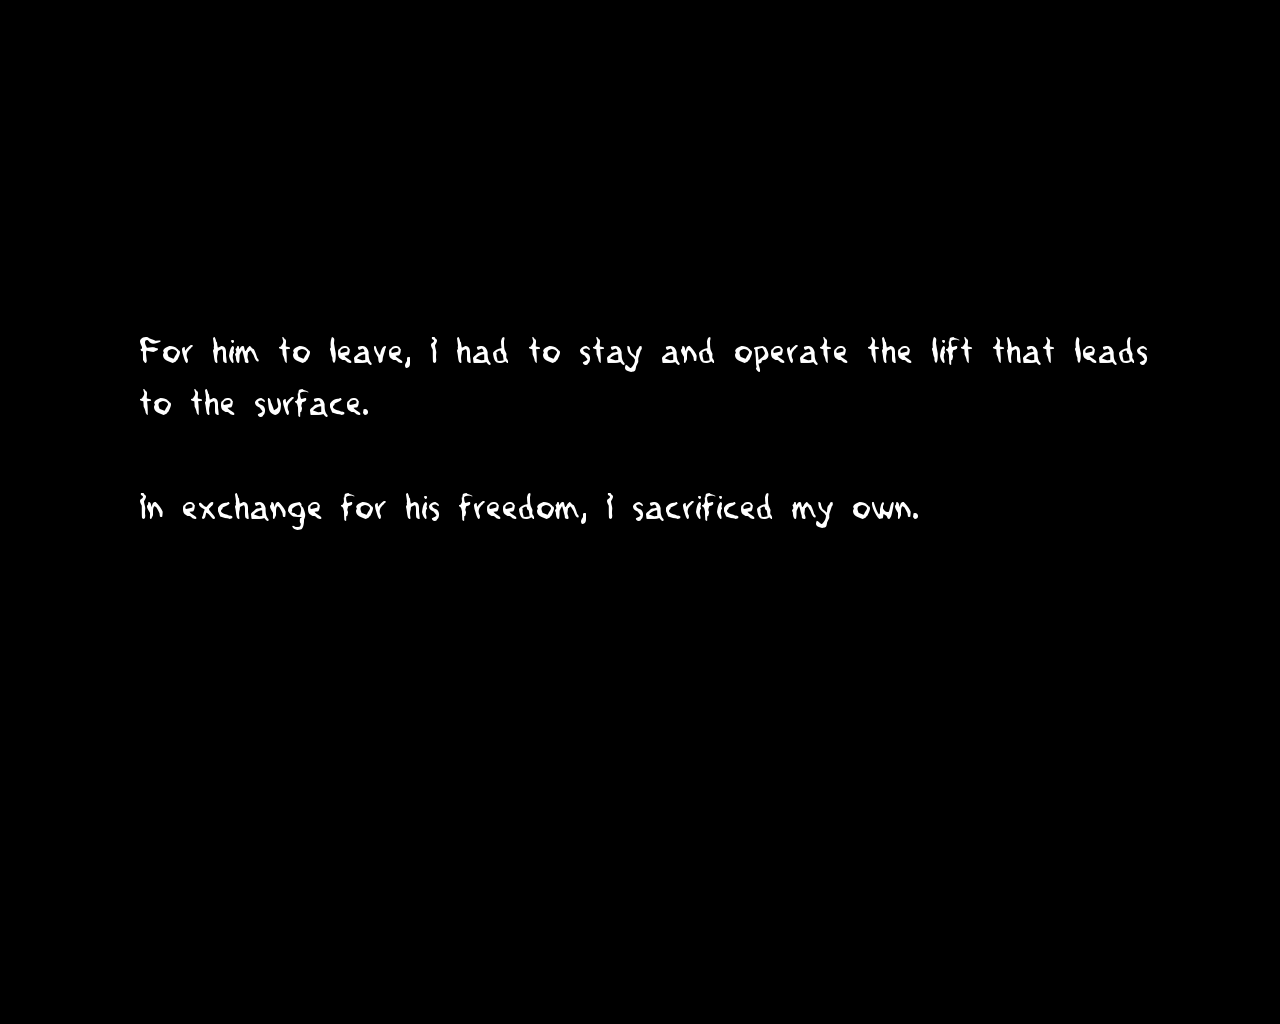 For him to leave, I had to stay and operate the lift that leads
to the surface.
In exchange for his freedom, I sacrificed my own.